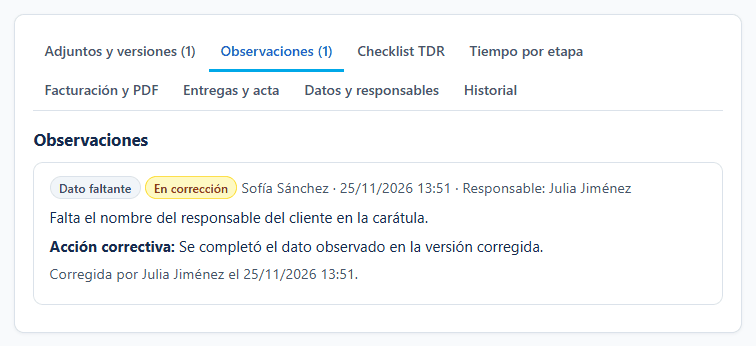 Adjuntos y versiones (1) Observaciones (1) Checklist TDR Tiempo por etapa
Facturación y PDF Entregas y acta Datos y responsables Historial
Observaciones
Dato faltante En corrección Sofía Sánchez · 25/11/2026 13:51 · Responsable: Julia Jiménez
Falta el nombre del responsable del cliente en la carátula.
Acción correctiva: Se completó el dato observado en la versión corregida.
Corregida por Julia Jiménez el 25/11/2026 13:51.